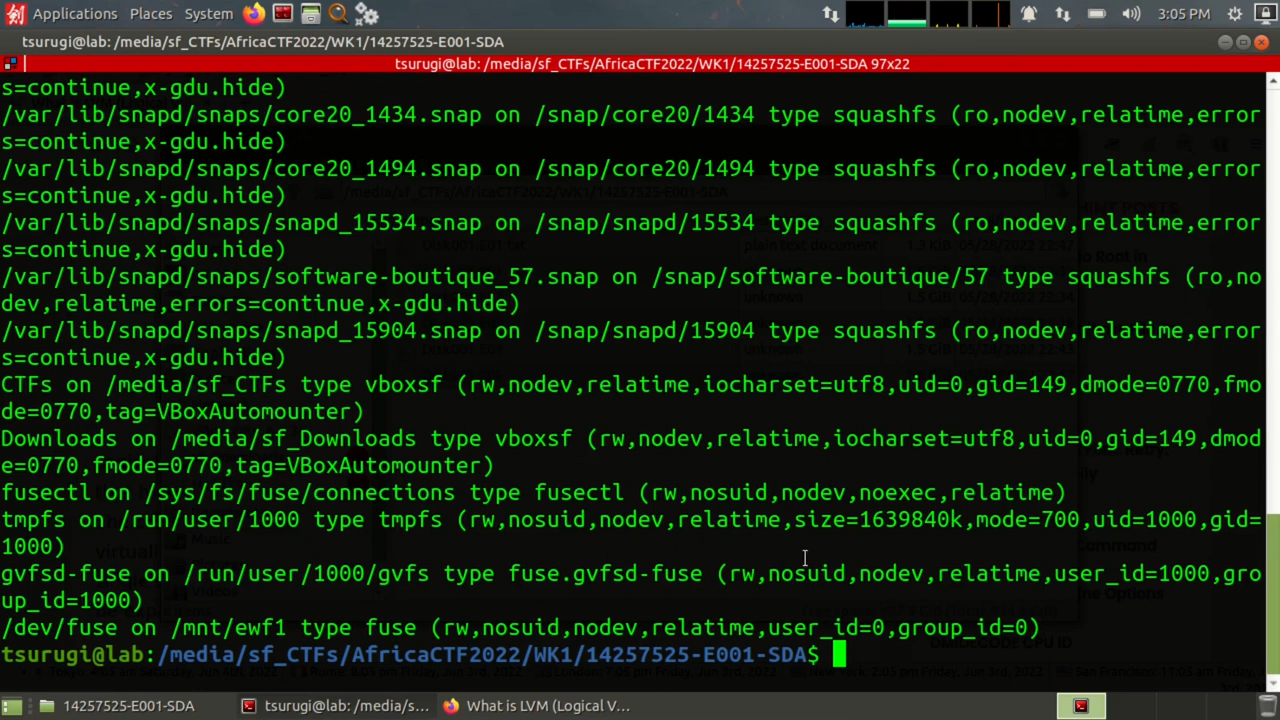 Applications Places System 3:05 PM
tsurugi@lab: /media/sf_CTFs/AfricaCTF2022/WK1/14257525-E001-SDA
tsurugi@lab: /media/sf_CTFs/AfricaCTF2022/WK1/14257525-E001-SDA 97x22
s=continue,x-gdu.hide)
/var/lib/snapd/snaps/core20_1434.snap on /snap/core20/1434 type squashfs (ro,nodev,relatime,error
s=continue,x-gdu.hide)
/var/lib/snapd/snaps/core20_1494.snap on /snap/core20/1494 type squashfs (ro,nodev,relatime,error
s=continue,x-gdu.hide)
/var/lib/snapd/snaps/snapd_15534.snap on /snap/snapd/15534 type squashfs (ro,nodev,relatime,error
s=continue,x-gdu.hide)
/var/lib/snapd/snaps/software-boutique_57.snap on /snap/software-boutique/57 type squashfs (ro,no
dev,relatime,errors=continue,x-gdu.hide)
/var/lib/snapd/snaps/snapd_15904.snap on /snap/snapd/15904 type squashfs (ro,nodev,relatime,error
s=continue,x-gdu.hide)
CTFs on /media/sf_CTFs type vboxsf (rw,nodev,relatime,iocharset=utf8,uid=0,gid=149,dmode=0770,fmo
de=0770,tag=VBoxAutomounter)
Downloads on /media/sf_Downloads type vboxsf (rw,nodev,relatime,iocharset=utf8,uid=0,gid=149,dmod
e=0770,fmode=0770,tag=VBoxAutomounter)
fusectl on /sys/fs/fuse/connections type fusectl (rw,nosuid,nodev,noexec,relatime)
tmpfs on /run/user/1000 type tmpfs (rw,nosuid,nodev,relatime,size=1639840k,mode=700,uid=1000,gid=
1000)
gvfsd-fuse on /run/user/1000/gvfs type fuse.gvfsd-fuse (rw,nosuid,nodev,relatime,user_id=1000,gro
up_id=1000)
/dev/fuse on /mnt/ewf1 type fuse (rw,nosuid,nodev,relatime,user_id=0,group_id=0)
tsurugi@lab:/media/sf_CTFs/AfricaCTF2022/WK1/14257525-E001-SDA$
14257525-E001-SDA tsurugi@lab: /media/s... What is LVM (Logical V...